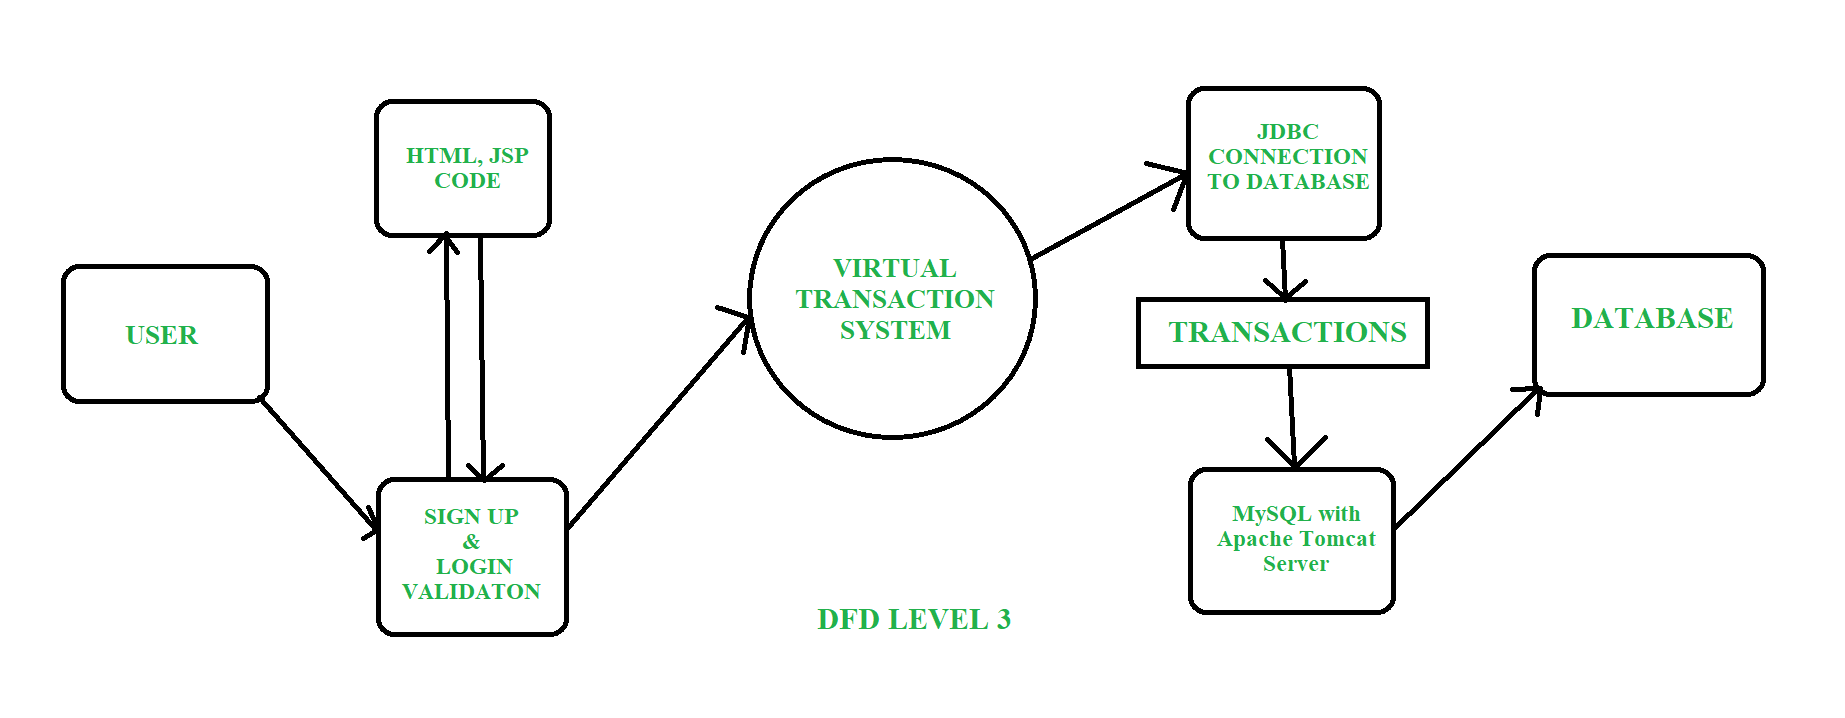 USER
HTML, JSP
CODE
SIGN UP
&
LOGIN
VALIDATON
VIRTUAL
TRANSACTION
SYSTEM
JDBC
CONNECTION
TO DATABASE
TRANSACTIONS
MySQL with
Apache Tomcat
Server
DATABASE
DFD LEVEL 3